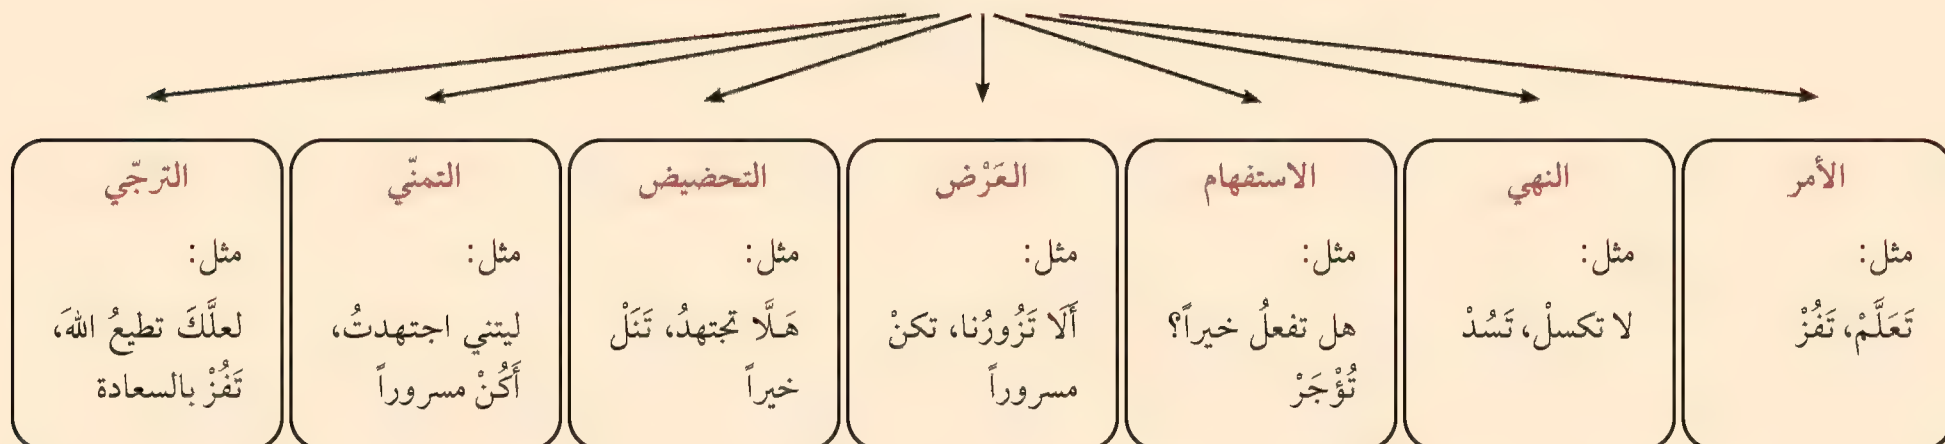 الأمر
مثل:
تَعَلَّمْ، تَفُزْ
النهي
مثل:
لا تكسلْ، تَسُدْ
الاستفهام
مثل:
هل تفعلُ خيراً؟
تُؤْجَرْ
العَرْض
مثل:
أَلَا تَزُورُنا، تكنْ
مسروراً
التحضيض
مثل:
هَلَّا تجتهدُ، تَنَلْ
خيراً
التمنّي
مثل:
ليتني اجتهدتُ،
أَكُنْ مسروراً
الترجّي
مثل:
لعلَّكَ تطيعُ اللهَ،
تَفُزْ بالسعادة